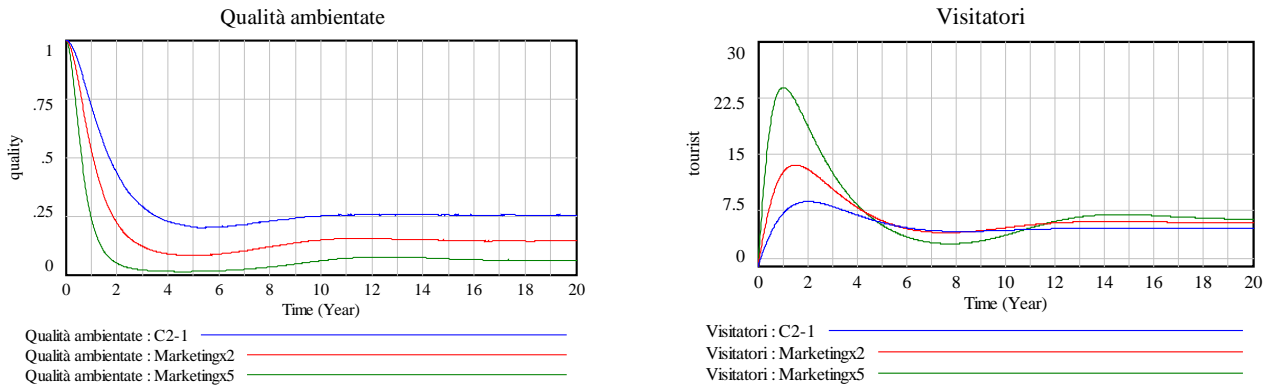 Qualità ambientate
1
.75
.5
.25
0
quality
0 2 4 6 8 10 12 14 16 18 20
Time (Year)
Qualità ambientate : C2-1
Qualità ambientate : Marketingx2
Qualità ambientate : Marketingx5
Visitatori
30
22.5
15
7.5
0
tourist
0 2 4 6 8 10 12 14 16 18 20
Time (Year)
Visitatori : C2-1
Visitatori : Marketingx2
Visitatori : Marketingx5